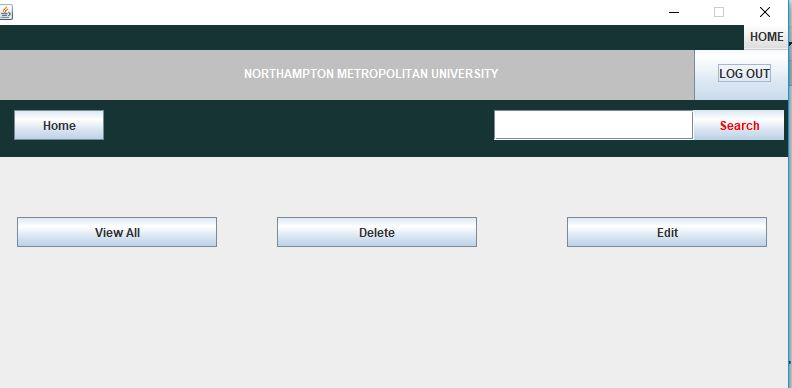 HOME
NORTHAMPTON METROPOLITAN UNIVERSITY
LOG OUT
Home
Search
View All
Delete
Edit